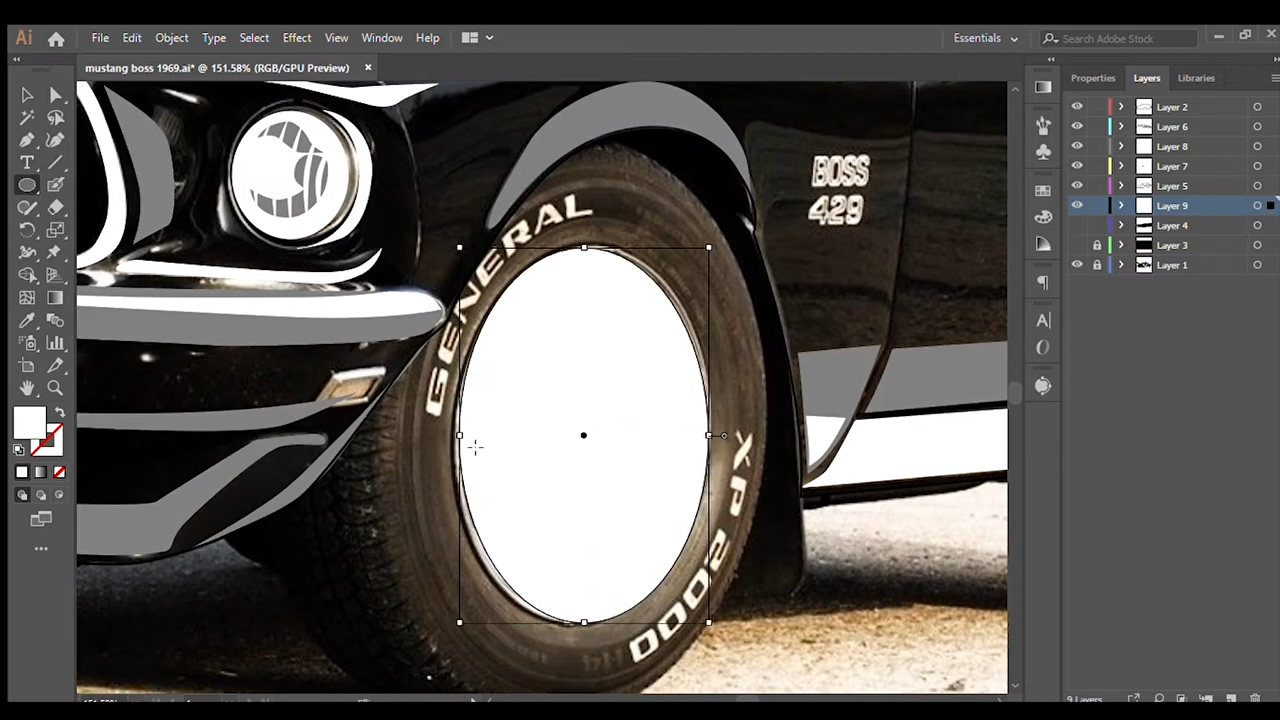 Ai File Edit Object Type Select Effect View Window Help Essentials Search Adobe Stock
mustang boss 1969.ai* @ 151.58% (RGB/GPU Preview) ×
Properties Layers Libraries
Layer 2
Layer 6
Layer 8
Layer 7
Layer 5
Layer 9
Layer 4
Layer 3
Layer 1
BOSS
429
GENERAL
XP 2000
151.58%
9 Layers